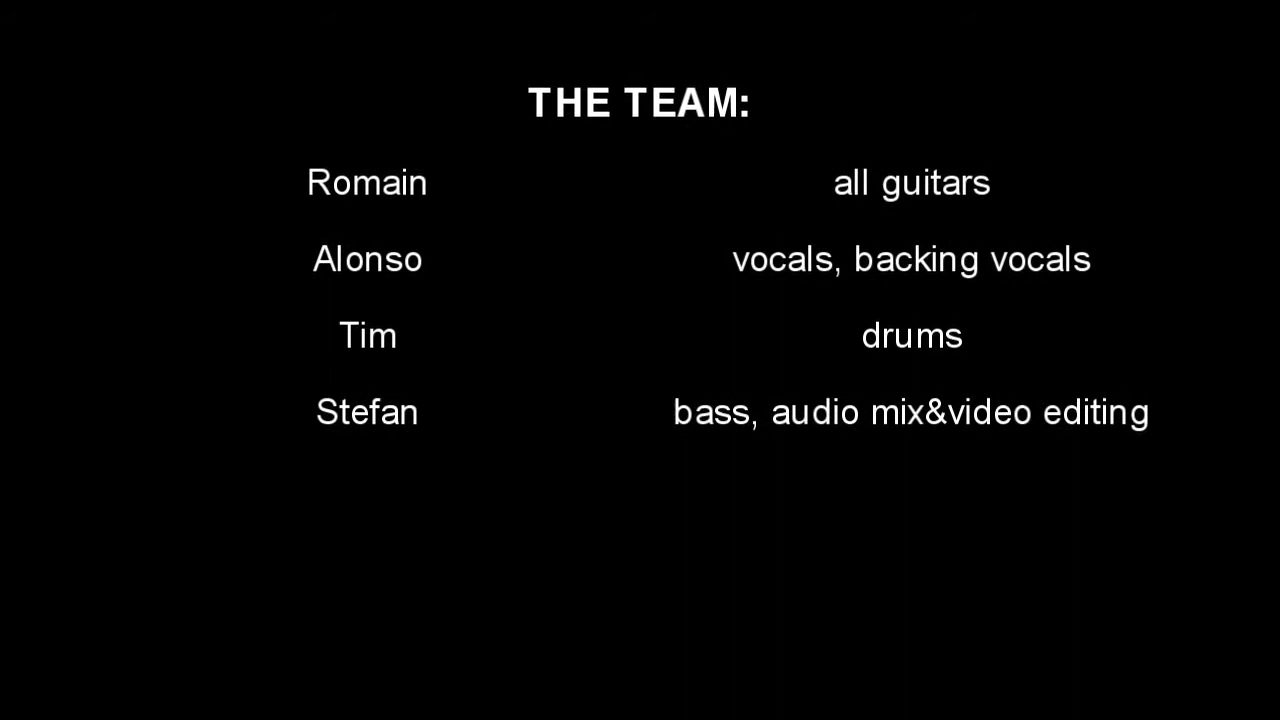 THE TEAM:
Romain all guitars
Alonso vocals, backing vocals
Tim drums
Stefan bass, audio mix&video editing